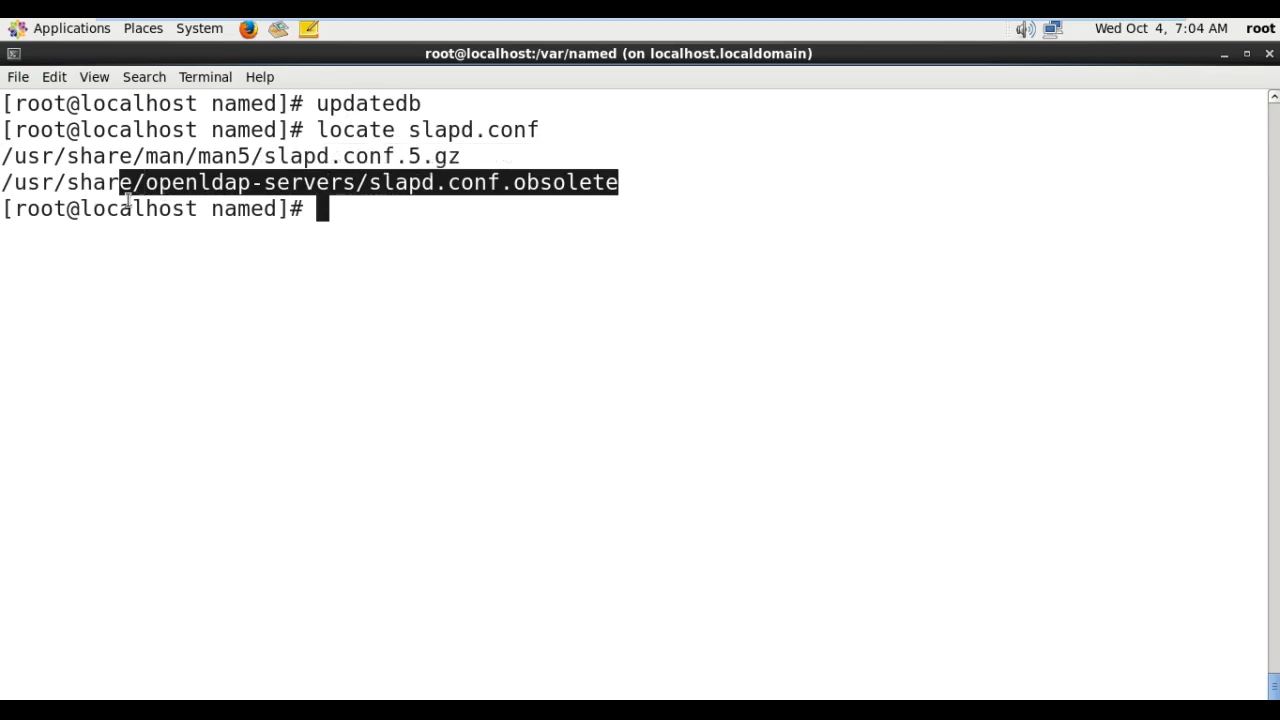 Applications Places System Wed Oct 4, 7:04 AM root
root@localhost:/var/named (on localhost.localdomain)
File Edit View Search Terminal Help
[root@localhost named]# updatedb
[root@localhost named]# locate slapd.conf
/usr/share/man/man5/slapd.conf.5.gz
/usr/share/openldap-servers/slapd.conf.obsolete
[root@localhost named]#